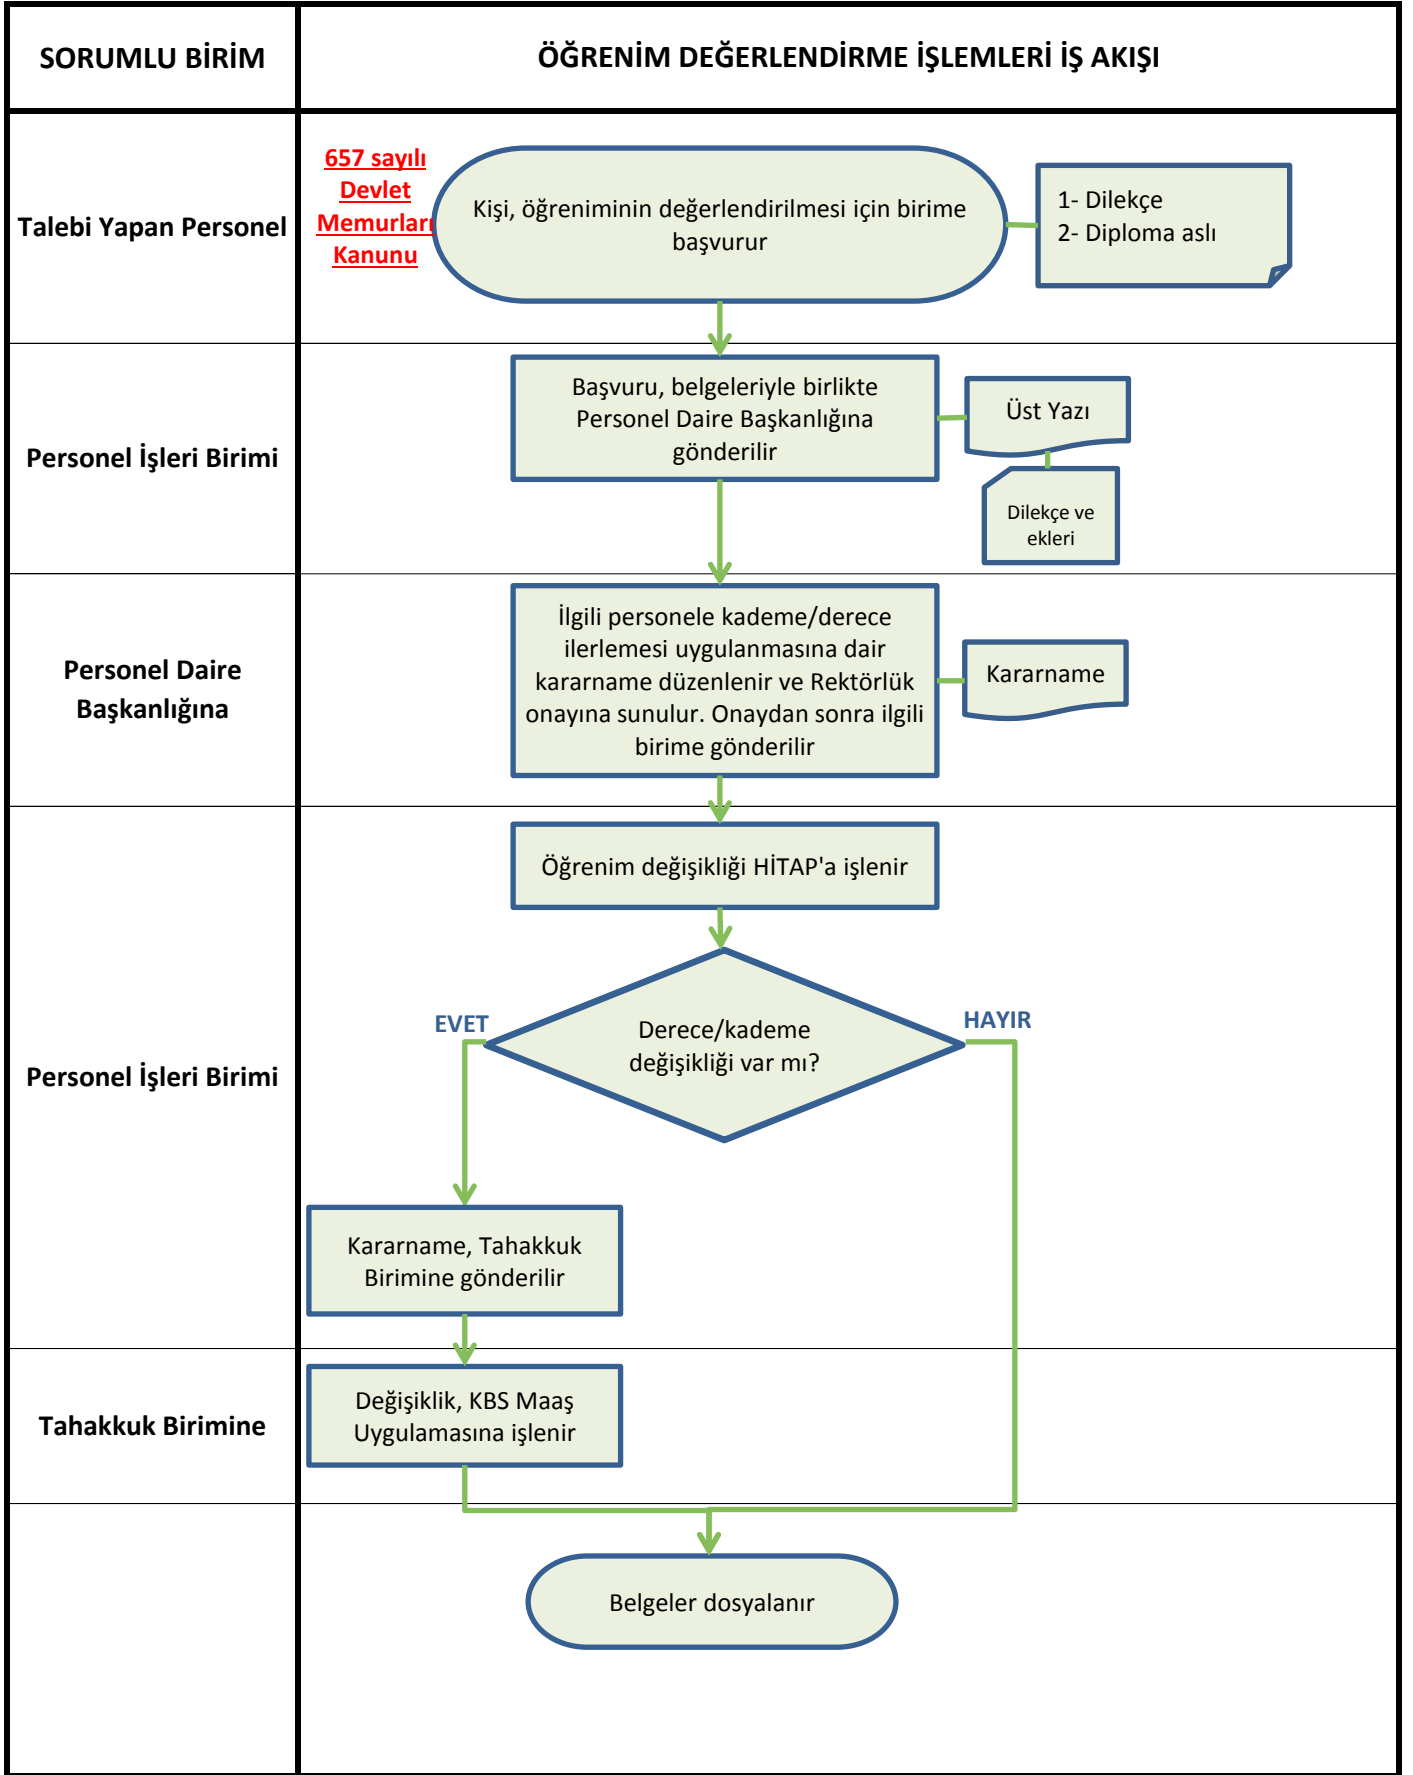 SORUMLU BİRİM
ÖĞRENİM DEĞERLENDİRME İŞLEMLERİ İŞ AKIŞI
Talebi Yapan Personel
657 sayılı
Devlet
Memurları
Kanunu
Kişi, öğreniminin değerlendirilmesi için birime
başvurur
1- Dilekçe
2- Diploma aslı
Personel İşleri Birimi
Başvuru, belgeleriyle birlikte
Personel Daire Başkanlığına
gönderilir
Üst Yazı
Dilekçe ve
ekleri
Personel Daire
Başkanlığına
İlgili personele kademe/derece
ilerlemesi uygulanmasına dair
kararname düzenlenir ve Rektörlük
onayına sunulur. Onaydan sonra ilgili
birime gönderilir
Kararname
Personel İşleri Birimi
Öğrenim değişikliği HİTAP'a işlenir
EVET
Derece/kademe
değişikliği var mı?
HAYIR
Kararname, Tahakkuk
Birimine gönderilir
Tahakkuk Birimine
Değişiklik, KBS Maaş
Uygulamasına işlenir
Belgeler dosyalanır